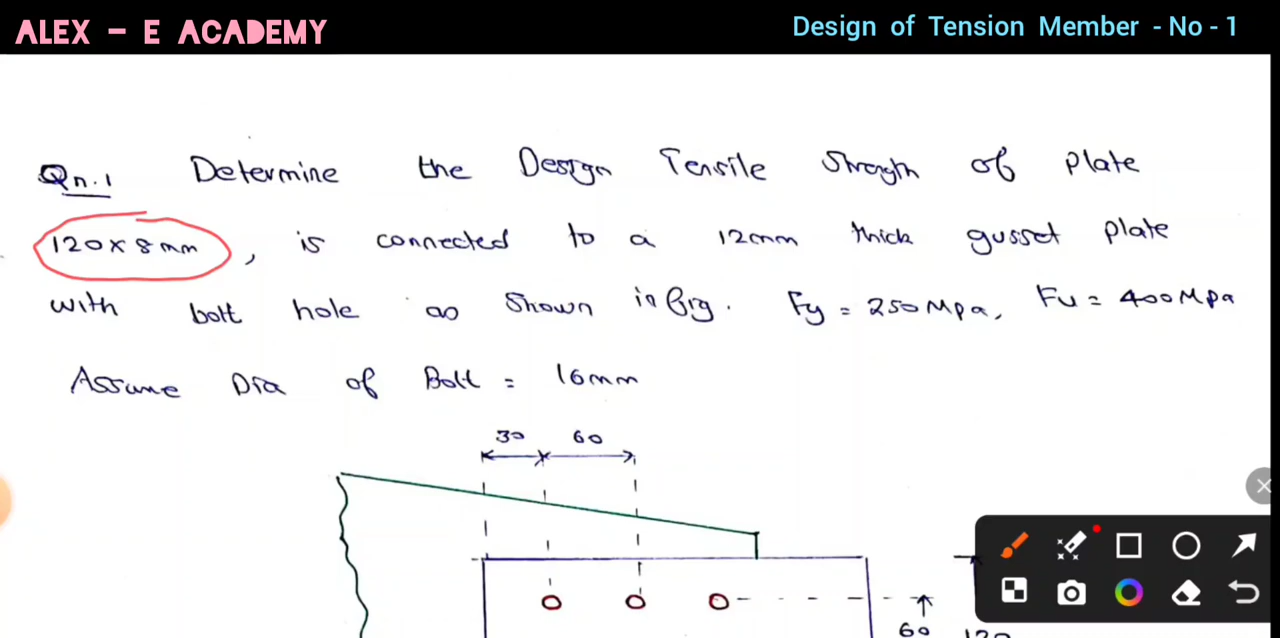 ALEX – E ACADEMY
Design of Tension Member - No - 1
Qn.1 Determine the Design Tensile Strength of plate
120 x 8 mm, is connected to a 12mm thick gusset plate
with bolt hole as shown in fig. Fy = 250 Mpa, Fu = 400 Mpa
Assume Dia of Bolt = 16mm
30 60
60